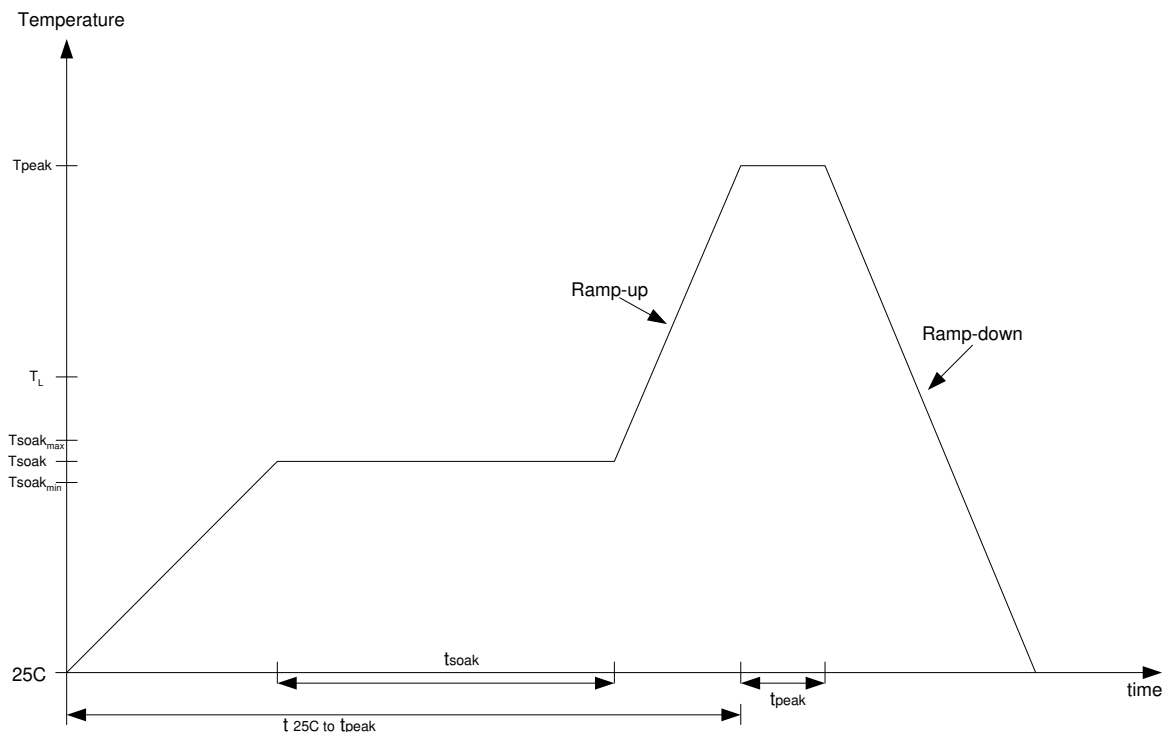 Temperature
Tpeak
Ramp-up
Ramp-down
TL
Tsoakmax
Tsoak
Tsoakmin
25C
tsoak
tpeak
time
t 25C to tpeak